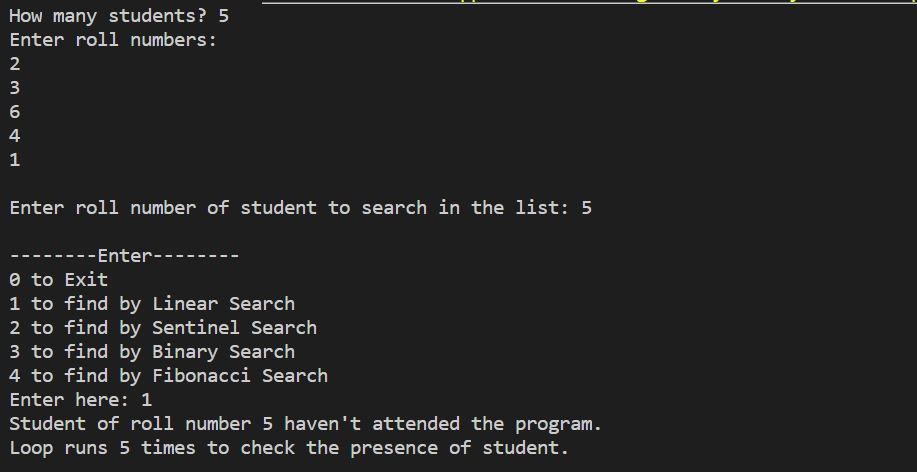 How many students? 5
Enter roll numbers:
2
3
6
4
1
Enter roll number of student to search in the list: 5
--------Enter--------
0 to Exit
1 to find by Linear Search
2 to find by Sentinel Search
3 to find by Binary Search
4 to find by Fibonacci Search
Enter here: 1
Student of roll number 5 haven't attended the program.
Loop runs 5 times to check the presence of student.